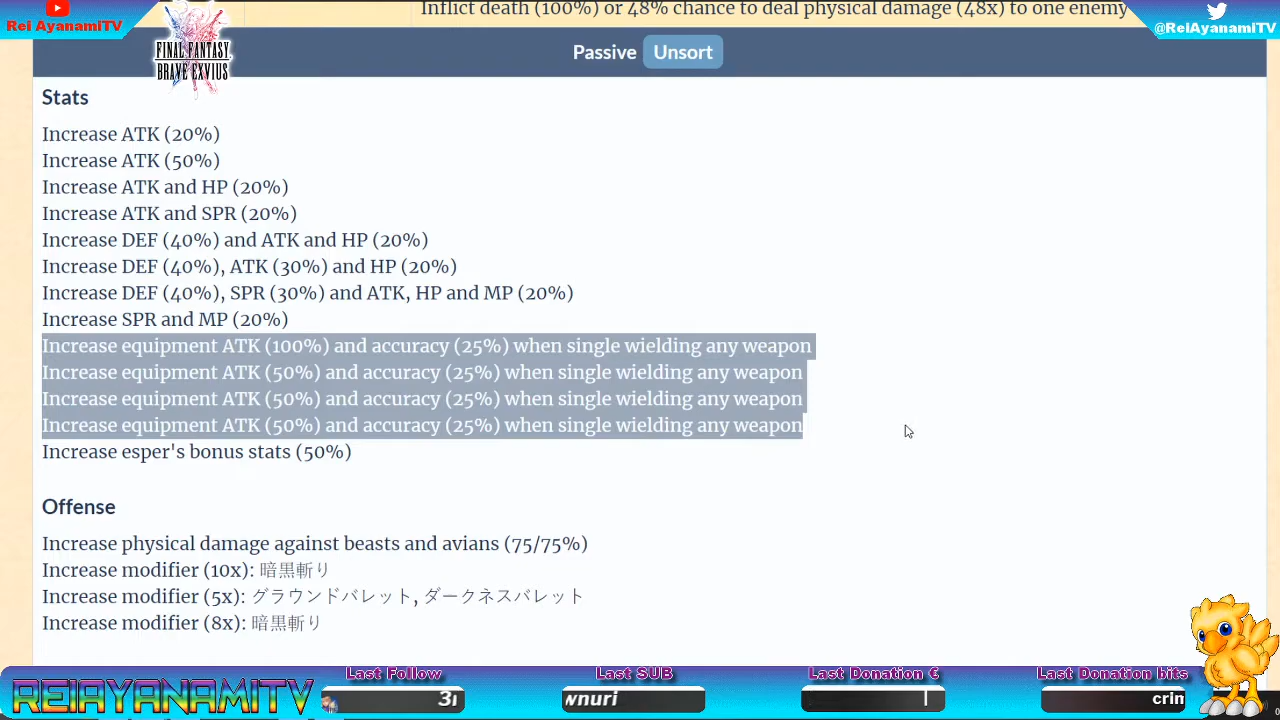 Inflict death (100%) or 48% chance to deal physical damage (48x) to one enemy
Rei AyanamiTV
@ReiAyanamiTV
FINAL FANTASY
BRAVE EXVIUS
Passive Unsort
Stats
Increase ATK (20%)
Increase ATK (50%)
Increase ATK and HP (20%)
Increase ATK and SPR (20%)
Increase DEF (40%) and ATK and HP (20%)
Increase DEF (40%), ATK (30%) and HP (20%)
Increase DEF (40%), SPR (30%) and ATK, HP and MP (20%)
Increase SPR and MP (20%)
Increase equipment ATK (100%) and accuracy (25%) when single wielding any weapon
Increase equipment ATK (50%) and accuracy (25%) when single wielding any weapon
Increase equipment ATK (50%) and accuracy (25%) when single wielding any weapon
Increase equipment ATK (50%) and accuracy (25%) when single wielding any weapon
Increase esper's bonus stats (50%)
Offense
Increase physical damage against beasts and avians (75/75%)
Increase modifier (10x): 暗黒斬り
Increase modifier (5x): グラウンドバレット, ダークネスバレット
Increase modifier (8x): 暗黒斬り
Last Follow Last SUB Last Donation € Last Donation bits
REIAYANAMITV wnuri crin